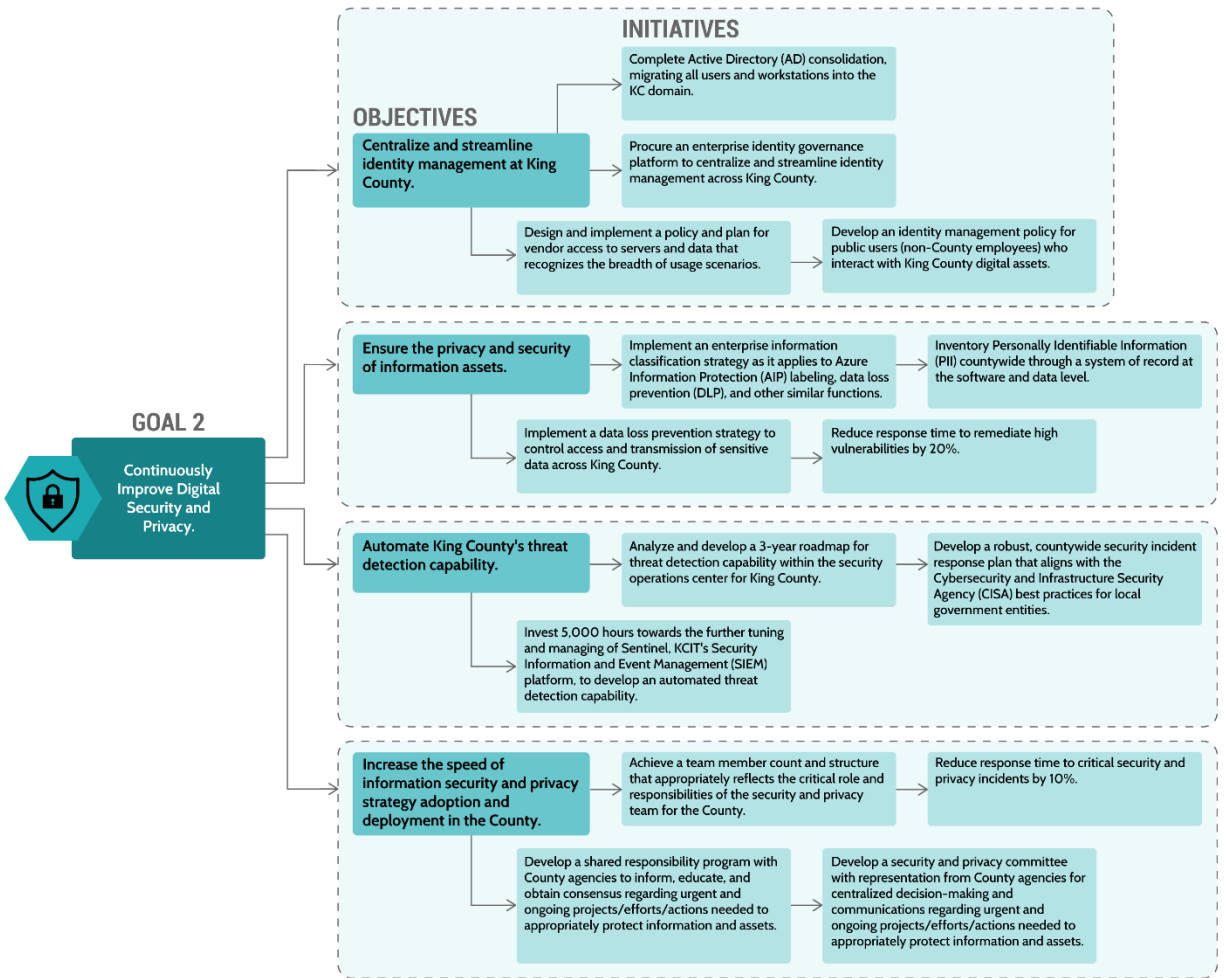 INITIATIVES
Complete Active Directory (AD) consolidation,
migrating all users and workstations into the
KC domain.
OBJECTIVES
Centralize and streamline
identity management at King
County.
Procure an enterprise identity governance
platform to centralize and streamline identity
management across King County.
Design and implement a policy and plan for
vendor access to servers and data that
recognizes the breadth of usage scenarios.
Develop an identity management policy for
public users (non-County employees) who
interact with King County digital assets.
Ensure the privacy and security
of information assets.
Implement an enterprise information
classification strategy as it applies to Azure
Information Protection (AIP) labeling, data loss
prevention (DLP), and other similar functions.
Inventory Personally Identifiable Information
(PII) countywide through a system of record at
the software and data level.
Implement a data loss prevention strategy to
control access and transmission of sensitive
data across King County.
Reduce response time to remediate high
vulnerabilities by 20%.
GOAL 2
Continuously
Improve Digital
Security and
Privacy.
Automate King County's threat
detection capability.
Analyze and develop a 3-year roadmap for
threat detection capability within the security
operations center for King County.
Develop a robust, countywide security incident
response plan that aligns with the
Cybersecurity and Infrastructure Security
Agency (CISA) best practices for local
government entities.
Invest 5,000 hours towards the further tuning
and managing of Sentinel, KCIT's Security
Information and Event Management (SIEM)
platform, to develop an automated threat
detection capability.
Increase the speed of
information security and privacy
strategy adoption and
deployment in the County.
Achieve a team member count and structure
that appropriately reflects the critical role and
responsibilities of the security and privacy
team for the County.
Reduce response time to critical security and
privacy incidents by 10%.
Develop a shared responsibility program with
County agencies to inform, educate, and
obtain consensus regarding urgent and
ongoing projects/efforts/actions needed to
appropriately protect information and assets.
Develop a security and privacy committee
with representation from County agencies for
centralized decision-making and
communications regarding urgent and
ongoing projects/efforts/actions needed to
appropriately protect information and assets.